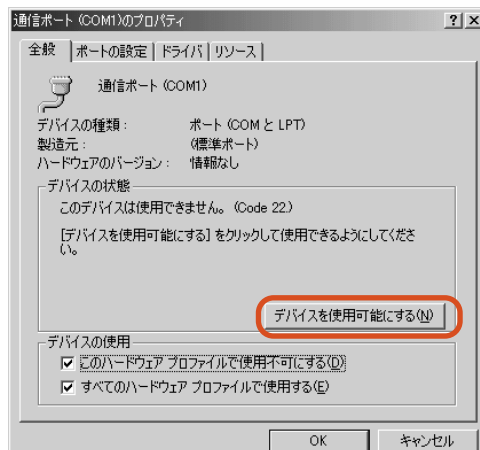 通信ポート (COM1)のプロパティ
全般 ポートの設定 ドライバ リソース
通信ポート (COM1)
デバイスの種類: ポート (COM と LPT)
製造元: (標準ポート)
ハードウェアのバージョン: 情報なし
デバイスの状態
このデバイスは使用できません。 (Code 22.)
[デバイスを使用可能にする] をクリックして使用できるようにしてくださ
い。
デバイスを使用可能にする(N)
デバイスの使用
このハードウェア プロファイルで使用不可にする(D)
すべてのハードウェア プロファイルで使用する(E)
OK キャンセル